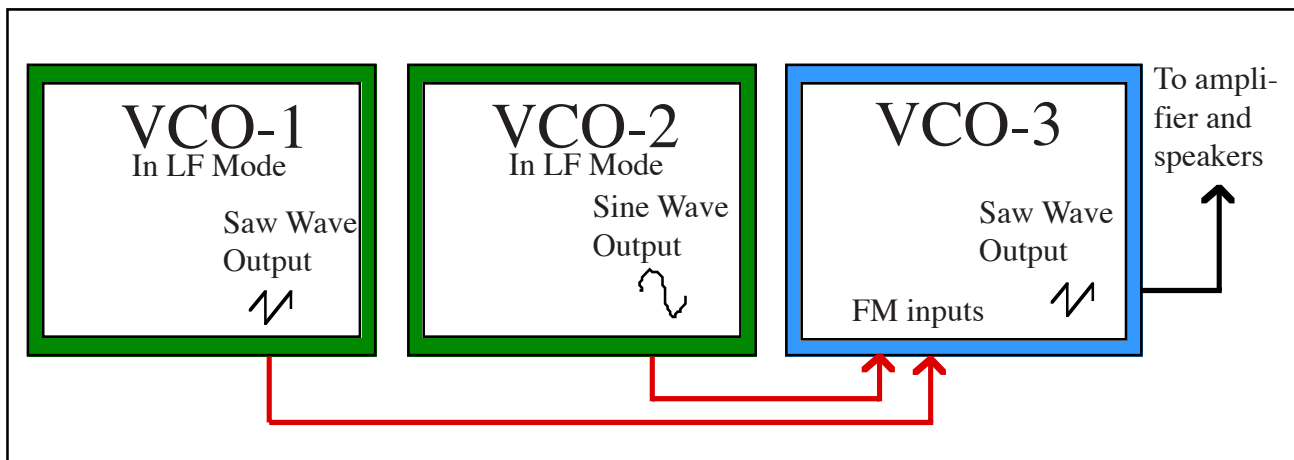 VCO-1
In LF Mode
Saw Wave
Output
VCO-2
In LF Mode
Sine Wave
Output
VCO-3
Saw Wave
Output
FM inputs
To ampli-
fier and
speakers